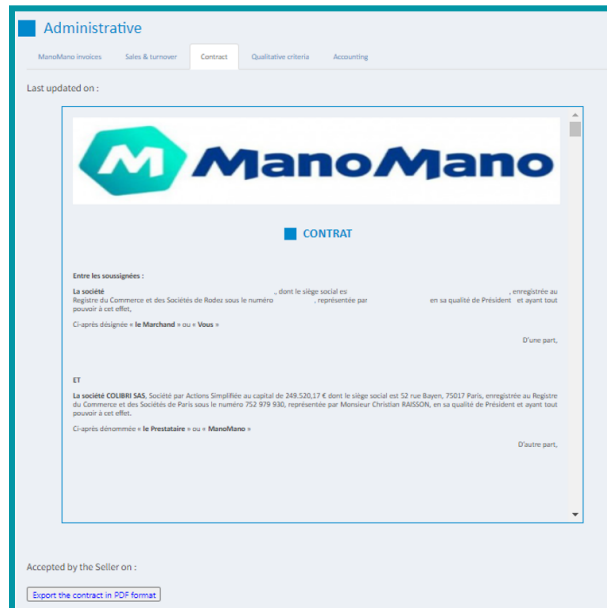 Administrative
ManoMano invoices Sales & turnover Contract Qualitative criteria Accounting
Last updated on :
ManoMano
CONTRAT
Entre les soussignées :
La société , dont le siège social es , enregistrée au
Registre du Commerce et des Sociétés de Rodez sous le numéro , représentée par en sa qualité de Président et ayant tout
pouvoir à cet effet,
Ci-après désignée « le Marchand » ou « Vous »
D'une part,
ET
La société COLIBRI SAS, Société par Actions Simplifiée au capital de 249.520,17 € dont le siège social est 52 rue Bayen, 75017 Paris, enregistrée au Registre
du Commerce et des Sociétés de Paris sous le numéro 752 979 930, représentée par Monsieur Christian RAISSON, en sa qualité de Président et ayant tout
pouvoir à cet effet.
Ci-après dénommée « le Prestataire » ou « ManoMano »
D'autre part,
Accepted by the Seller on :
Export the contract in PDF format